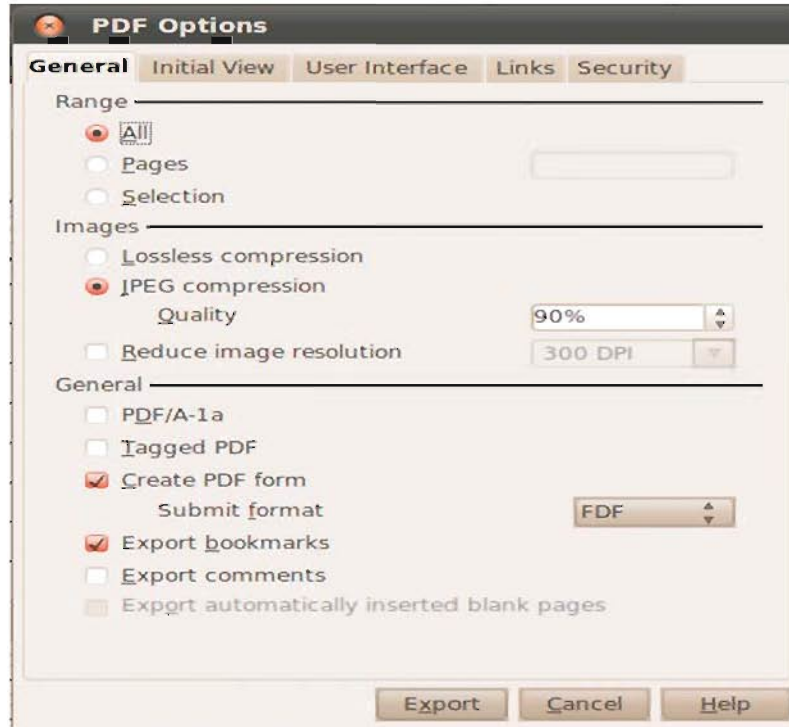 PDF Options
General Initial View User Interface Links Security
Range
All
Pages
Selection
Images
Lossless compression
JPEG compression
Quality 90%
Reduce image resolution 300 DPI
General
PDF/A-1a
Tagged PDF
Create PDF form
Submit format FDF
Export bookmarks
Export comments
Export automatically inserted blank pages
Export Cancel Help